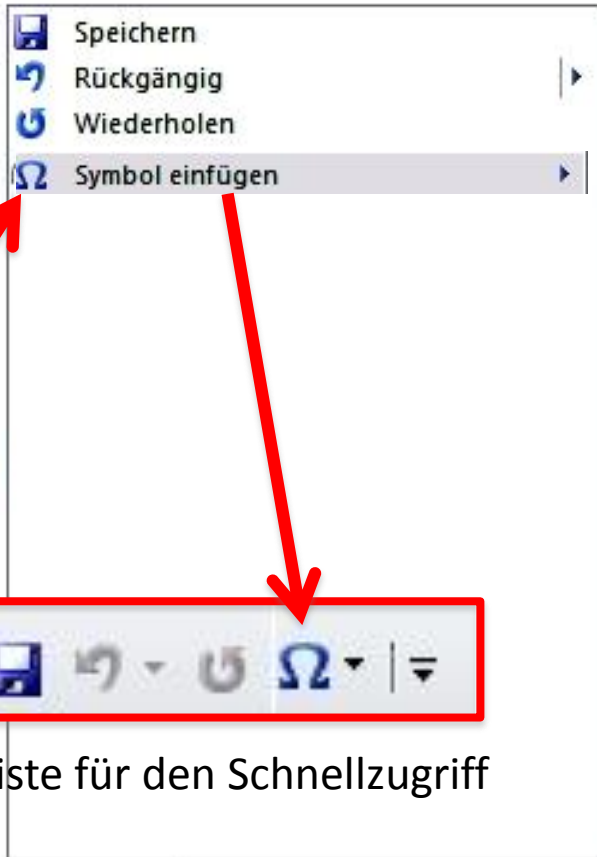 Speichern
Rückgängig
Wiederholen
Ω Symbol einfügen
Ω
iste für den Schnellzugriff